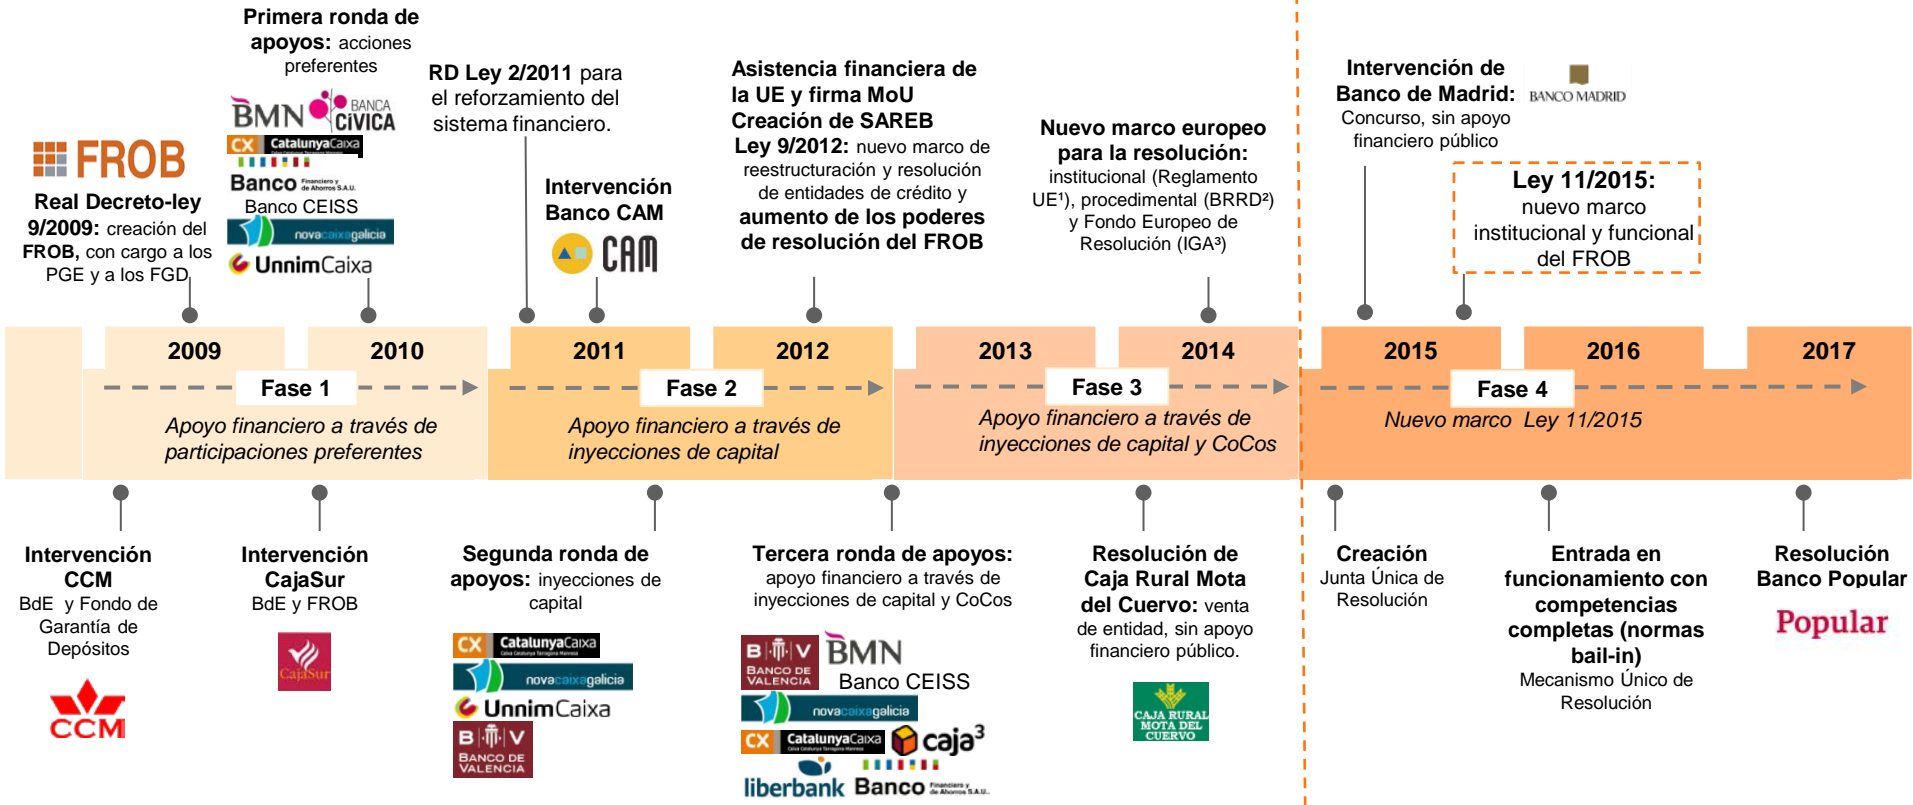 FROB
Real Decreto-ley
9/2009: creación del
FROB, con cargo a los
PGE y a los FGD
Primera ronda de
apoyos: acciones
preferentes
BMN
BANCA
CÍVICA
CX CatalunyaCaixa
Banco Financiero y
de Ahorros S.A.U.
Banco CEISS
novacaixagalicia
UnnimCaixa
RD Ley 2/2011 para
el reforzamiento del
sistema financiero.
Intervención
Banco CAM
CAM
Asistencia financiera de
la UE y firma MoU
Creación de SAREB
Ley 9/2012: nuevo marco de
reestructuración y resolución
de entidades de crédito y
aumento de los poderes
de resolución del FROB
Nuevo marco europeo
para la resolución:
institucional (Reglamento
UE¹), procedimental (BRRD²)
y Fondo Europeo de
Resolución (IGA³)
Intervención de
Banco de Madrid:
Concurso, sin apoyo
financiero público
BANCO MADRID
Ley 11/2015:
nuevo marco
institucional y funcional
del FROB
2009
2010
2011
2012
2013
2014
2015
2016
2017
Fase 1
Apoyo financiero a través de
participaciones preferentes
Fase 2
Apoyo financiero a través de
inyecciones de capital
Fase 3
Apoyo financiero a través de
inyecciones de capital y CoCos
Fase 4
Nuevo marco Ley 11/2015
Intervención
CCM
BdE y Fondo de
Garantía de
Depósitos
CCM
Intervención
CajaSur
BdE y FROB
CajaSur
Segunda ronda de
apoyos: inyecciones de
capital
CX CatalunyaCaixa
novacaixagalicia
UnnimCaixa
B V
BANCO DE
VALENCIA
Tercera ronda de apoyos:
apoyo financiero a través de
inyecciones de capital y CoCos
B V
BANCO DE
VALENCIA
BMN
Banco CEISS
novacaixagalicia
CX CatalunyaCaixa
caja³
liberbank
Banco Financiero y
de Ahorros S.A.U.
Resolución de
Caja Rural Mota
del Cuervo: venta
de entidad, sin apoyo
financiero público.
CAJA RURAL
MOTA DEL
CUERVO
Creación
Junta Única de
Resolución
Entrada en
funcionamiento con
competencias
completas (normas
bail-in)
Mecanismo Único de
Resolución
Resolución
Banco Popular
Popular